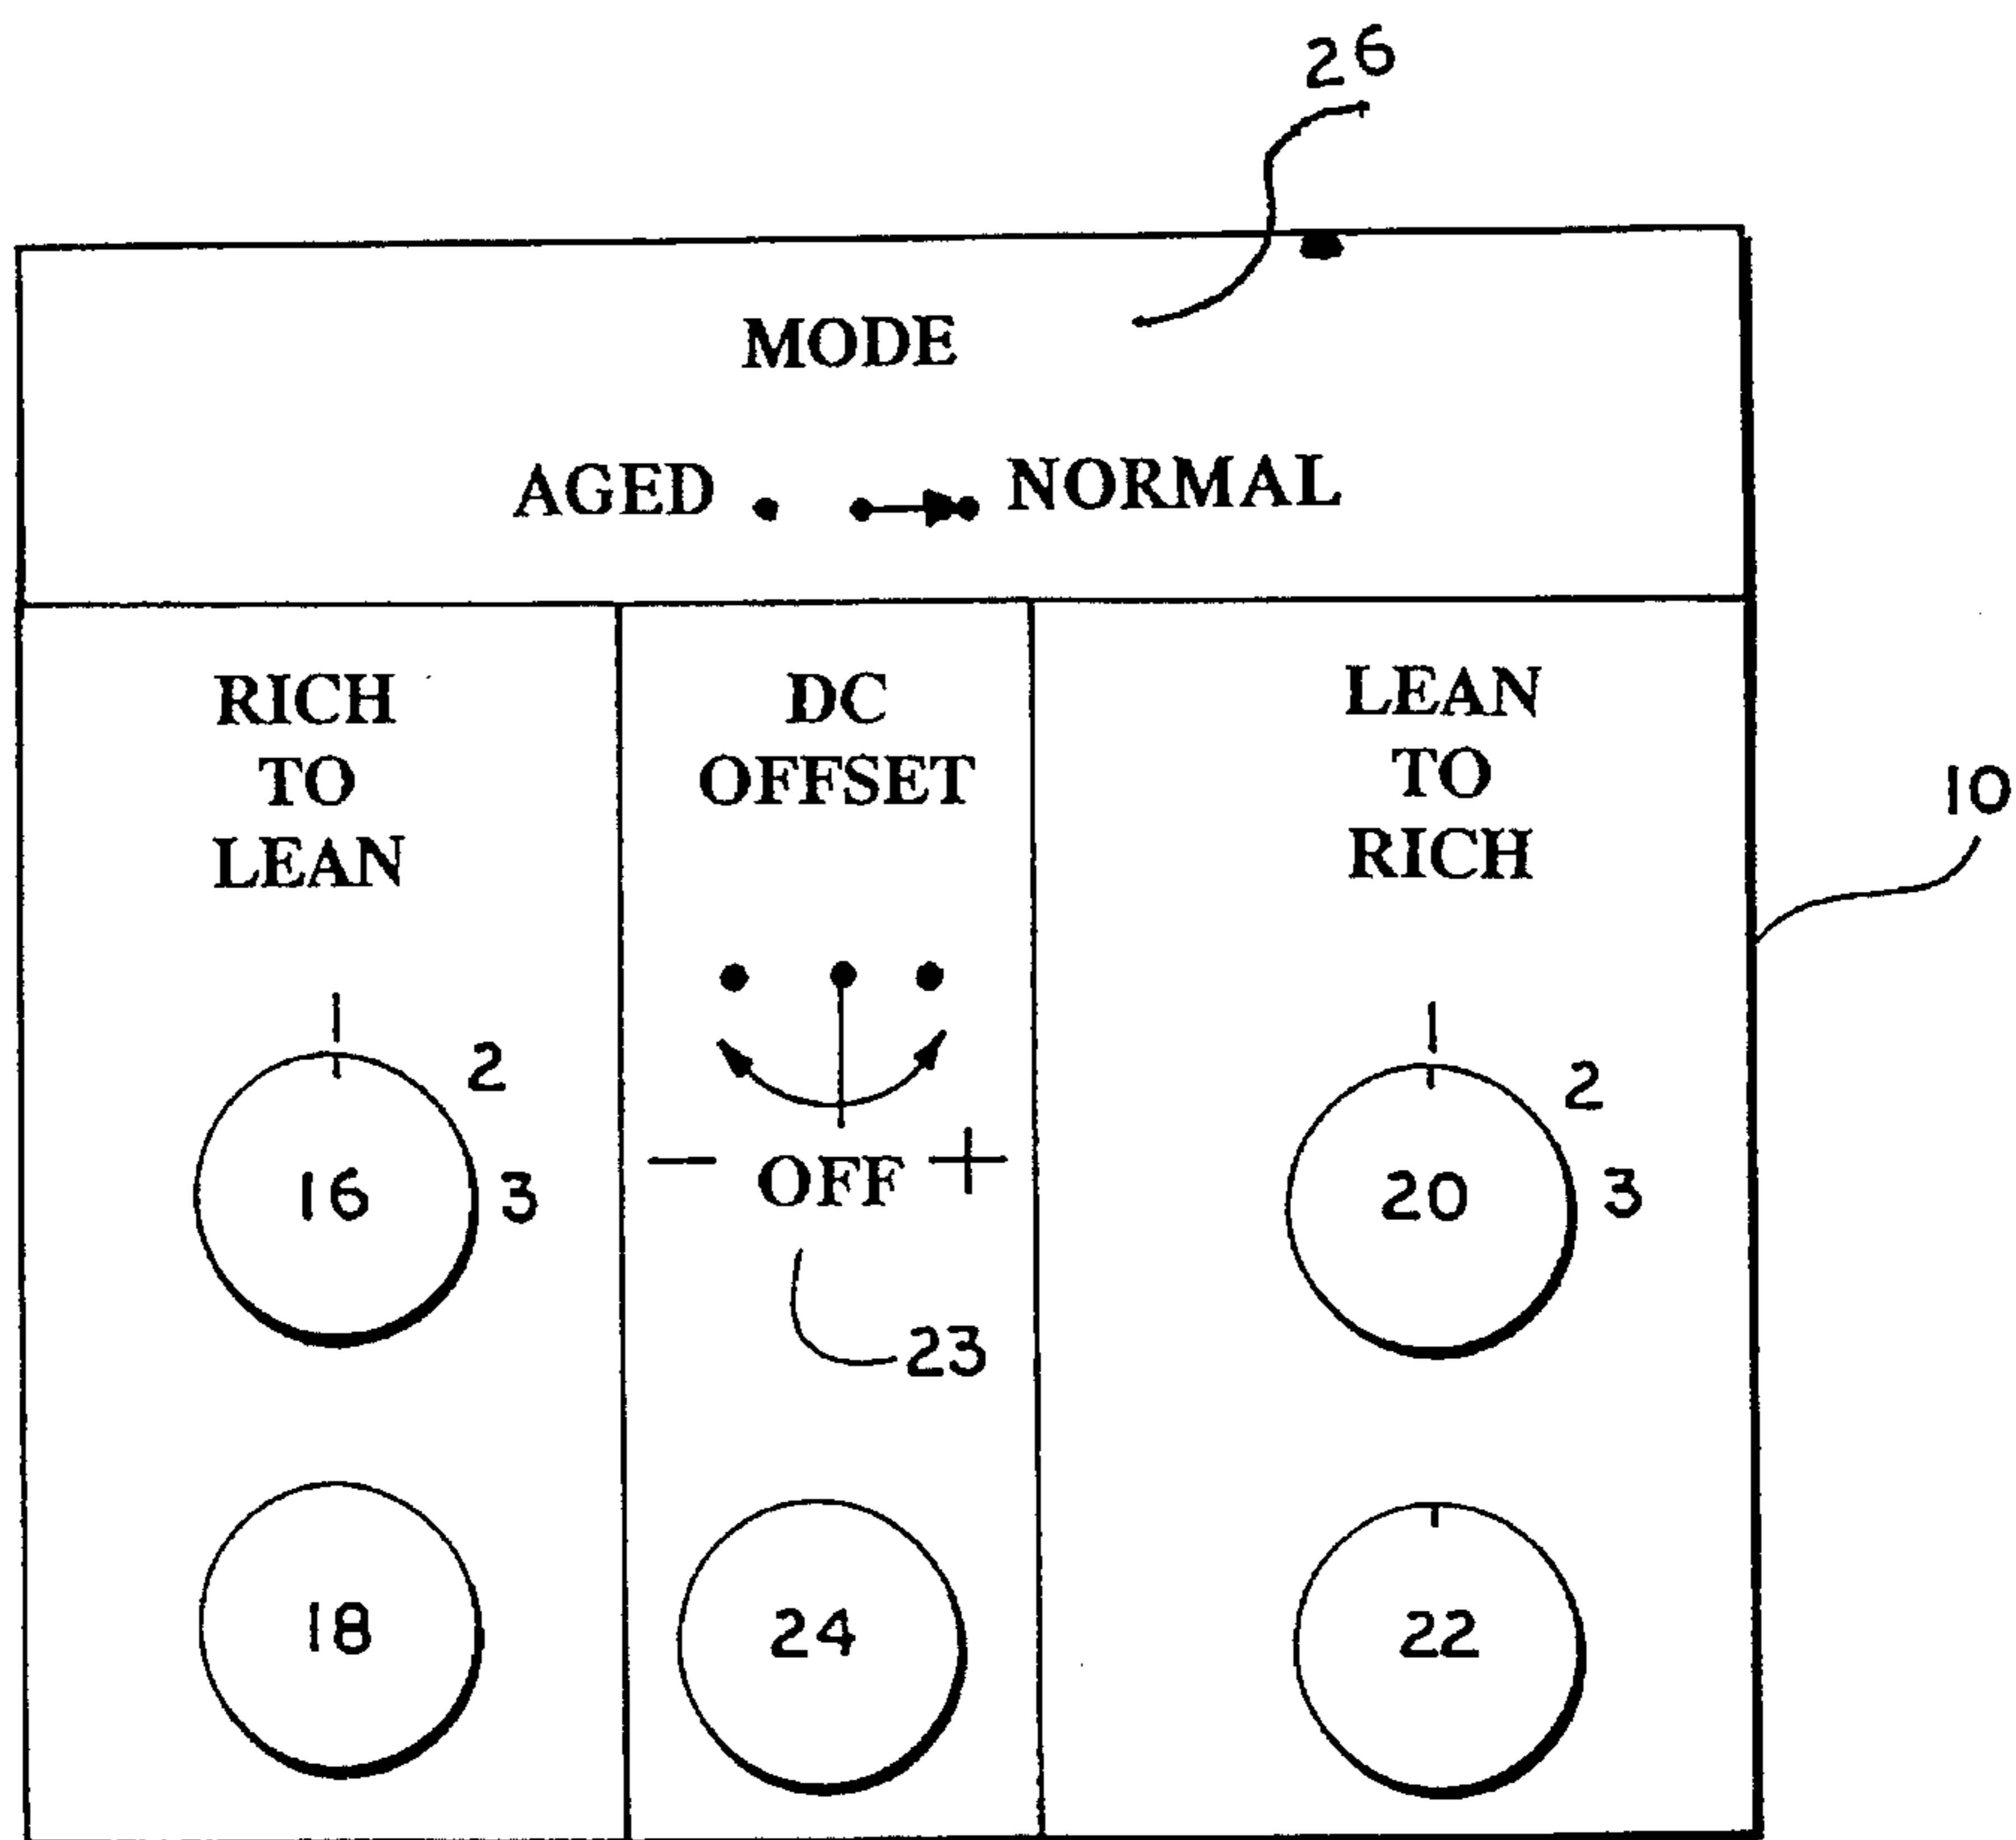 26
MODE
AGED NORMAL
RICH
TO
LEAN
DC
OFFSET
LEAN
TO
RICH
10
1
2
16 3
- OFF +
23
1
2
20 3
18
24
22